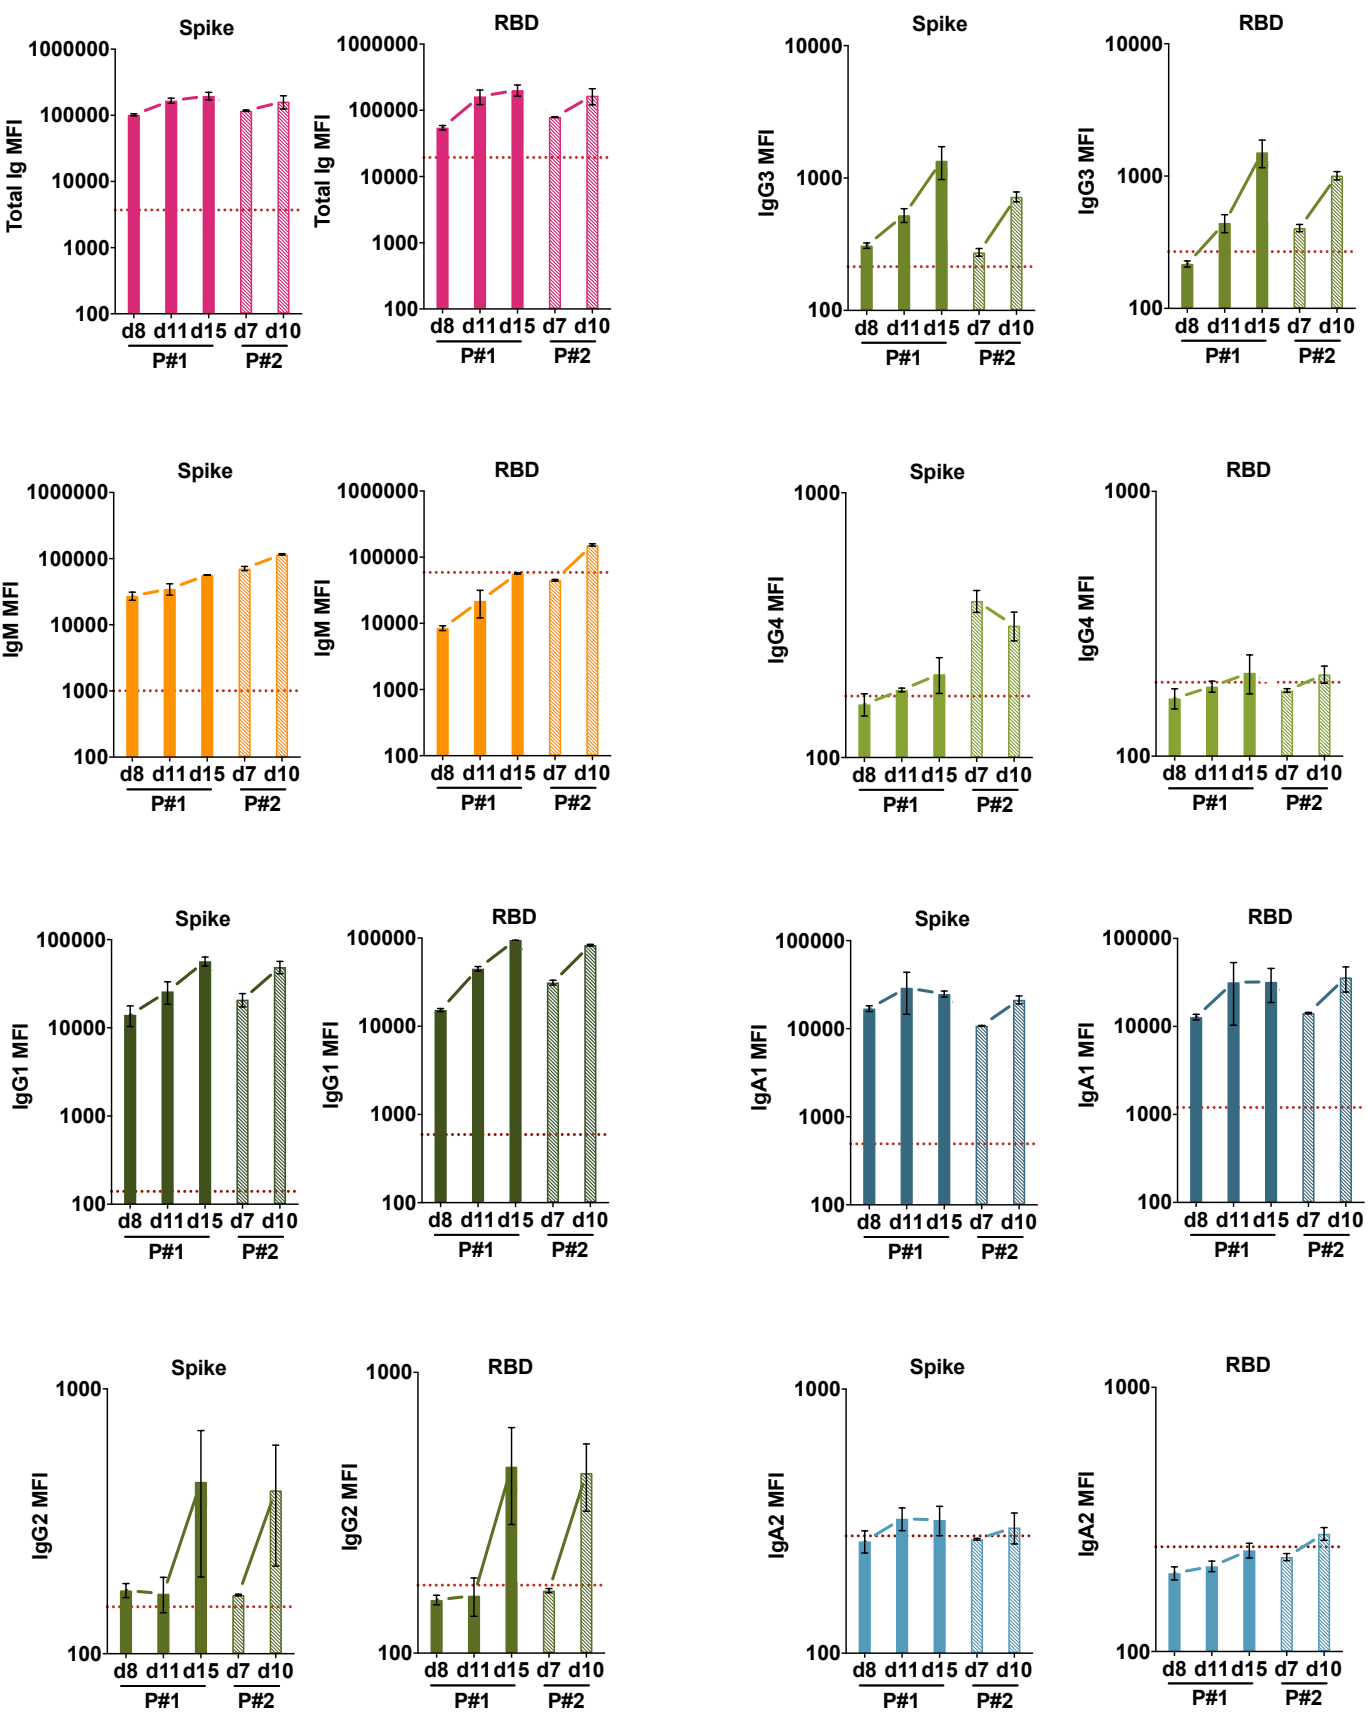 Spike
Total Ig MFI
1000000
100000
10000
1000
100
d8 d11 d15 d7 d10
P#1 P#2
RBD
Total Ig MFI
1000000
100000
10000
1000
100
d8 d11 d15 d7 d10
P#1 P#2
Spike
IgG3 MFI
10000
1000
100
d8 d11 d15 d7 d10
P#1 P#2
RBD
IgG3 MFI
10000
1000
100
d8 d11 d15 d7 d10
P#1 P#2
Spike
IgM MFI
1000000
100000
10000
1000
100
d8 d11 d15 d7 d10
P#1 P#2
RBD
IgM MFI
1000000
100000
10000
1000
100
d8 d11 d15 d7 d10
P#1 P#2
Spike
IgG4 MFI
1000
100
d8 d11 d15 d7 d10
P#1 P#2
RBD
IgG4 MFI
1000
100
d8 d11 d15 d7 d10
P#1 P#2
Spike
IgG1 MFI
100000
10000
1000
100
d8 d11 d15 d7 d10
P#1 P#2
RBD
IgG1 MFI
100000
10000
1000
100
d8 d11 d15 d7 d10
P#1 P#2
Spike
IgA1 MFI
100000
10000
1000
100
d8 d11 d15 d7 d10
P#1 P#2
RBD
IgA1 MFI
100000
10000
1000
100
d8 d11 d15 d7 d10
P#1 P#2
Spike
IgG2 MFI
1000
100
d8 d11 d15 d7 d10
P#1 P#2
RBD
IgG2 MFI
1000
100
d8 d11 d15 d7 d10
P#1 P#2
Spike
IgA2 MFI
1000
100
d8 d11 d15 d7 d10
P#1 P#2
RBD
IgA2 MFI
1000
100
d8 d11 d15 d7 d10
P#1 P#2